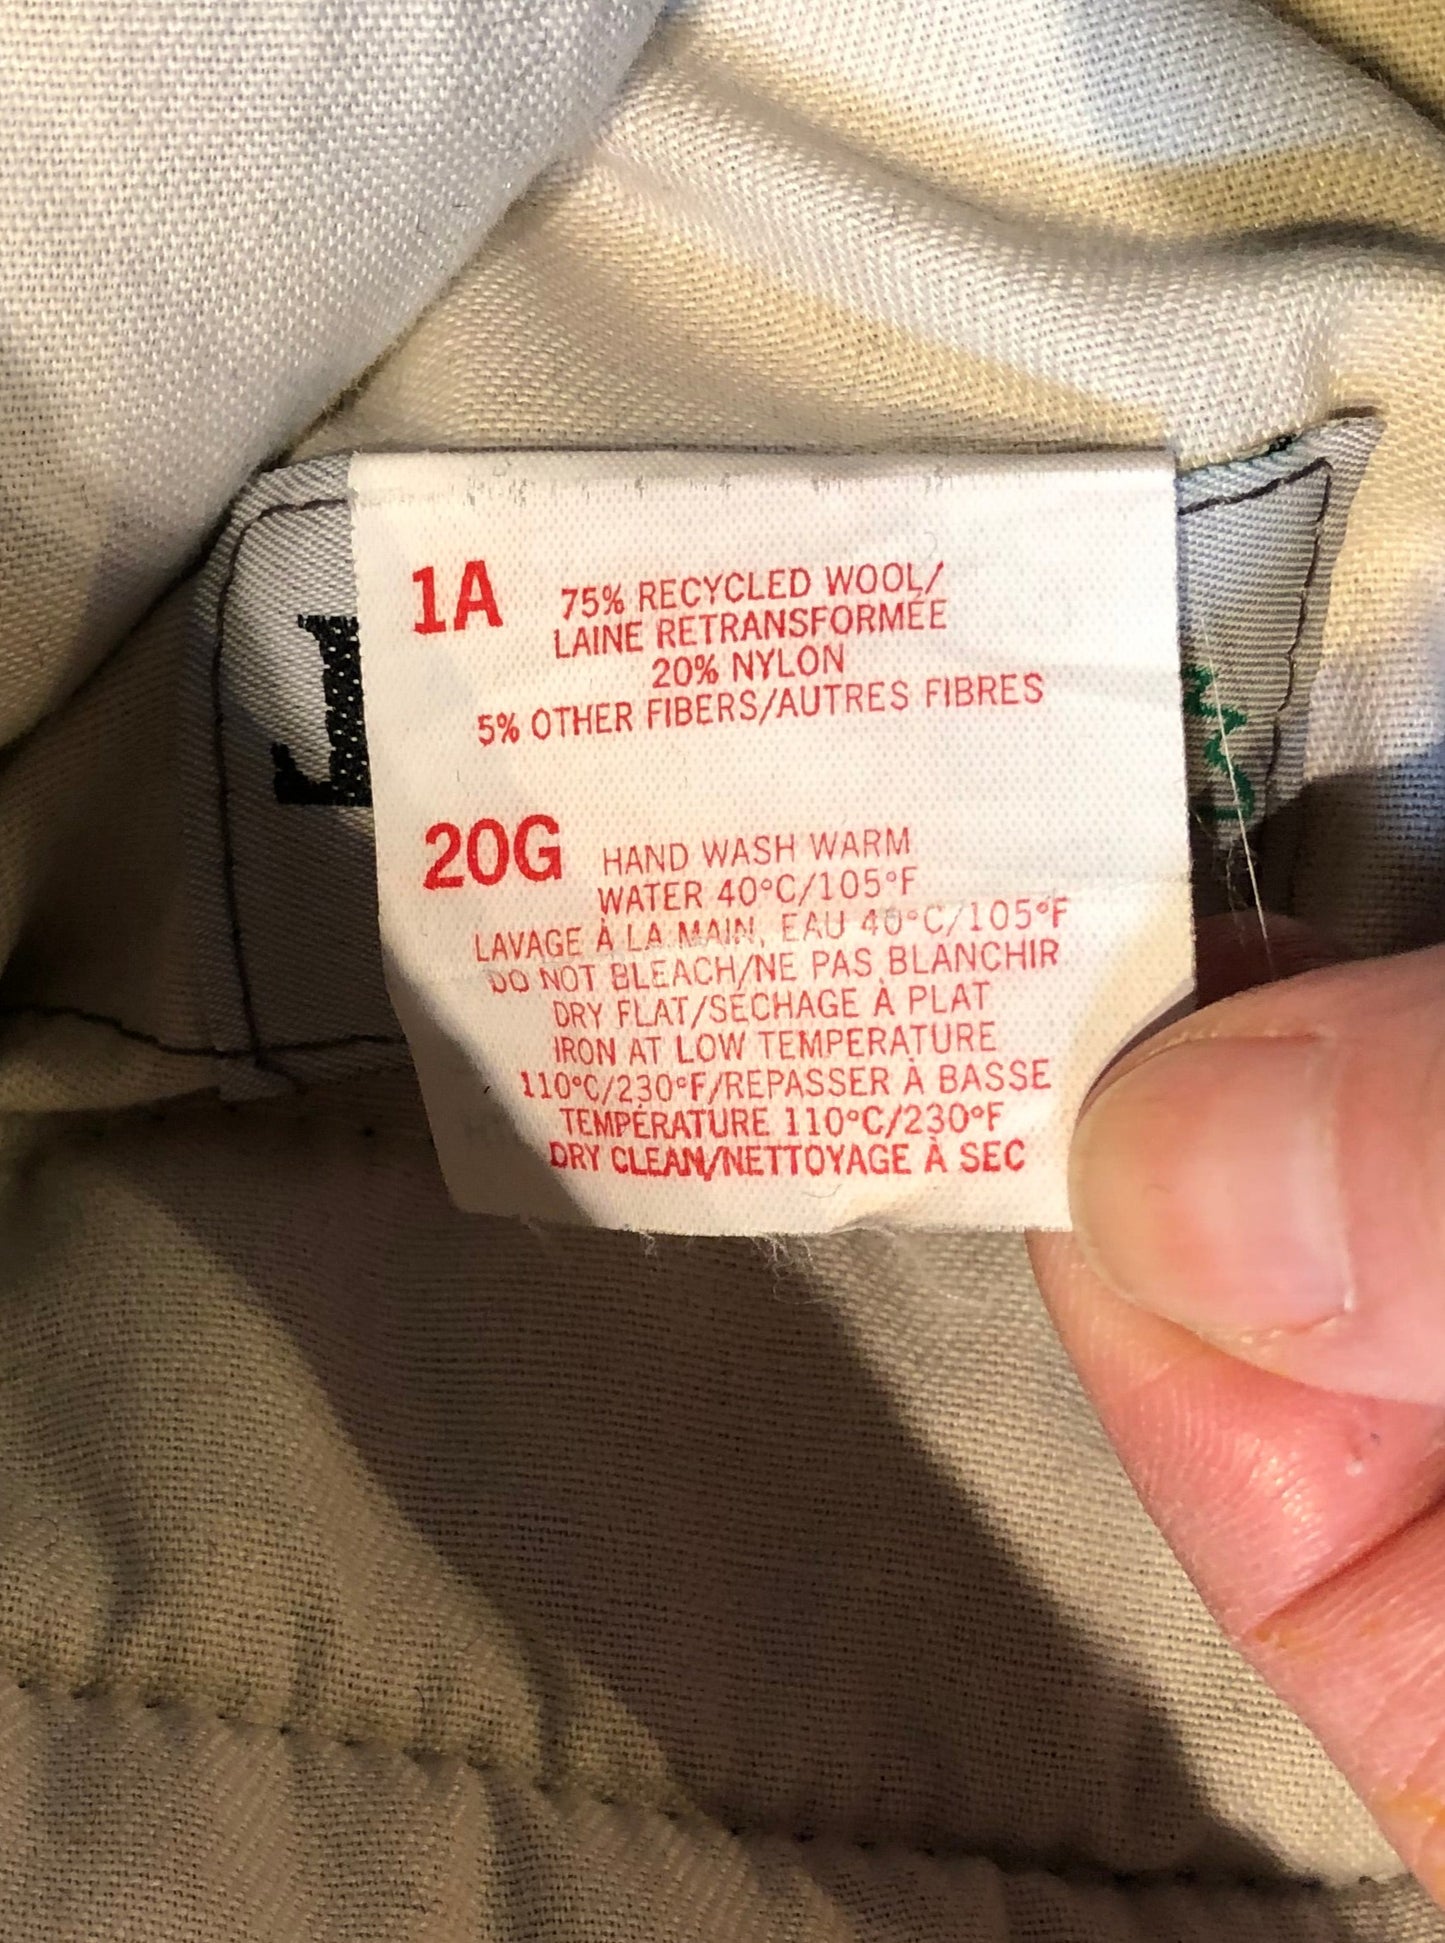 1A 75% RECYCLED WOOL/
LAINE RETRANSFORMÉE
20% NYLON
5% OTHER FIBERS/AUTRES FIBRES
20G HAND WASH WARM
WATER 40°C/105°F
LAVAGE À LA MAIN, EAU 40°C/105°F
DO NOT BLEACH/NE PAS BLANCHIR
DRY FLAT/SÉCHAGE À PLAT
IRON AT LOW TEMPERATURE
110°C/230°F/REPASSER À BASSE
TEMPÉRATURE 110°C/230°F
DRY CLEAN/NETTOYAGE À SEC